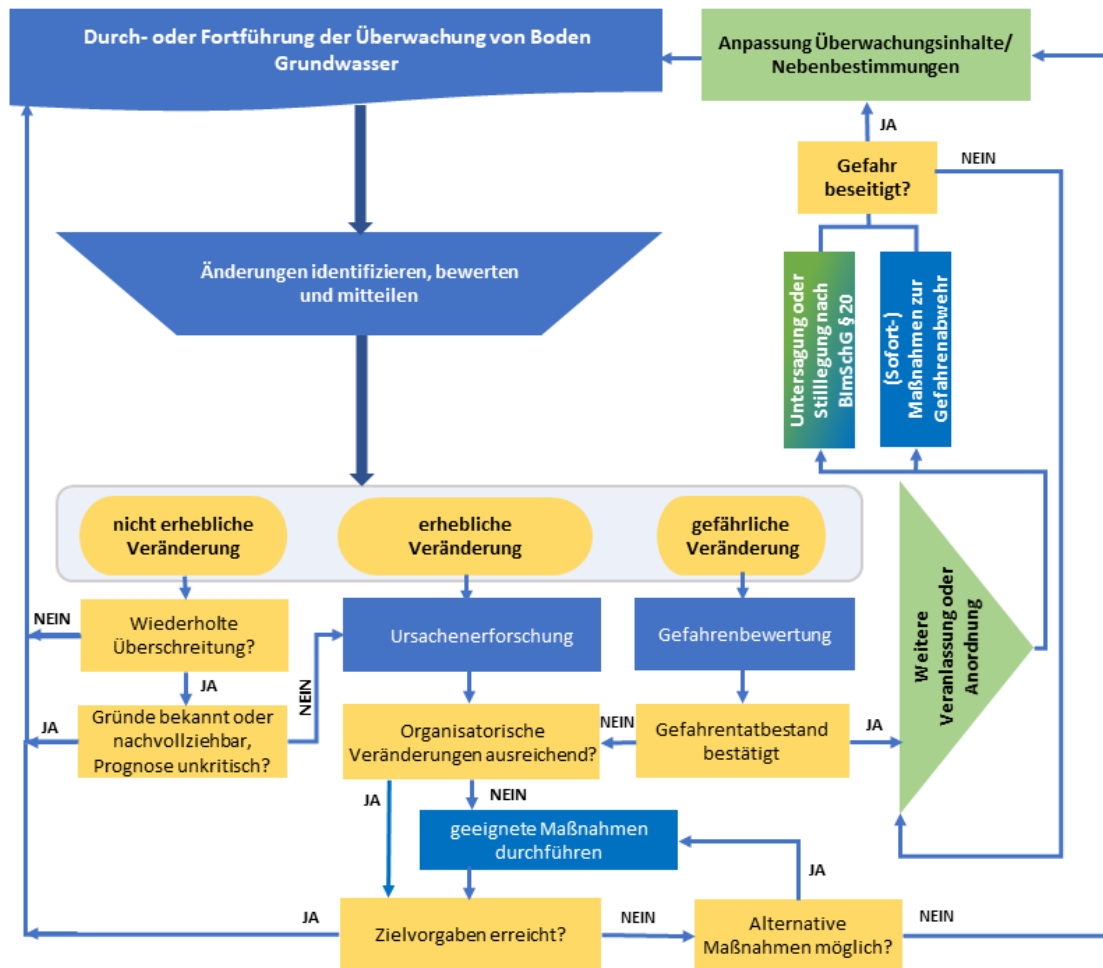 Durch- oder Fortführung der Überwachung von Boden
Grundwasser
Anpassung Überwachungsinhalte/
Nebenbestimmungen
JA
NEIN
Gefahr
beseitigt?
Änderungen identifizieren, bewerten
und mitteilen
Untersagung oder
Stilllegung nach
BImSchG § 20
(Sofort-)
Maßnahmen zur
Gefahrenabwehr
nicht erhebliche
Veränderung
erhebliche
Veränderung
gefährliche
Veränderung
NEIN
Wiederholte
Überschreitung?
Ursachenerforschung
Gefahrenbewertung
Weitere
Veranlassung oder
Anordnung
JA
NEIN
JA
Gründe bekannt oder
nachvollziehbar,
Prognose unkritisch?
Organisatorische
Veränderungen ausreichend?
NEIN
Gefahrentatbestand
bestätigt
JA
JA
NEIN
geeignete Maßnahmen
durchführen
JA
JA
Zielvorgaben erreicht?
NEIN
Alternative
Maßnahmen möglich?
NEIN